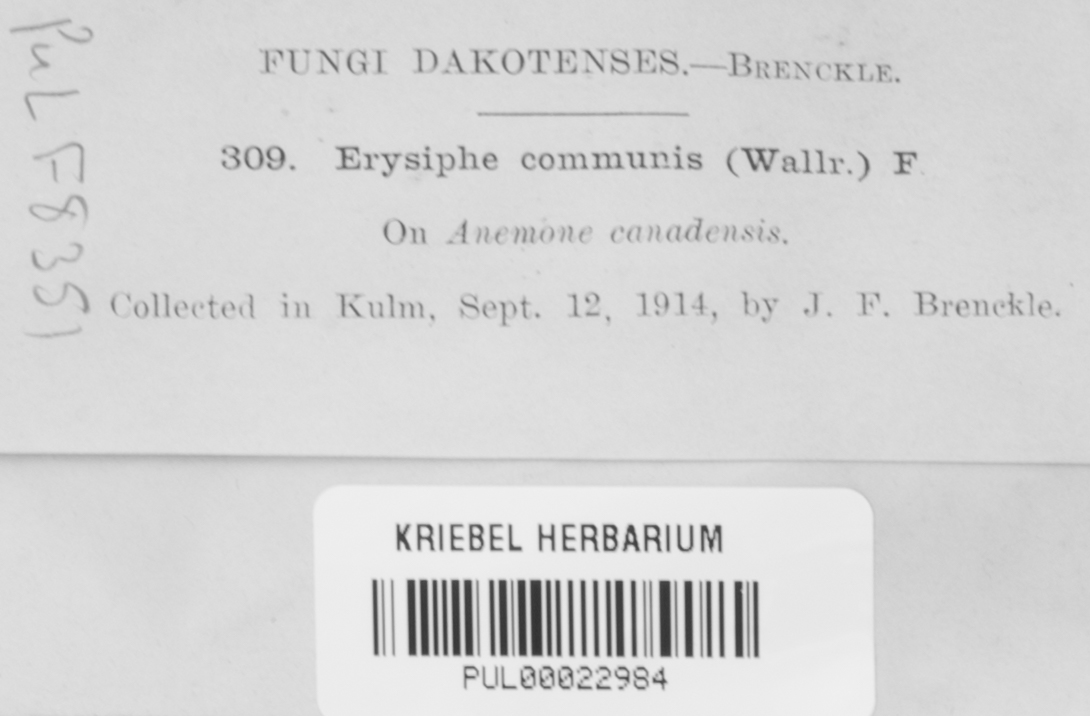 FUNGI DAKOTENSES.—BRENCKLE.
309. Erysiphe communis (Wallr.) F
On Anemone canadensis.
Collected in Kulm, Sept. 12, 1914, by J. F. Brenckle.
PUL F8351
KRIEBEL HERBARIUM
PUL00022984